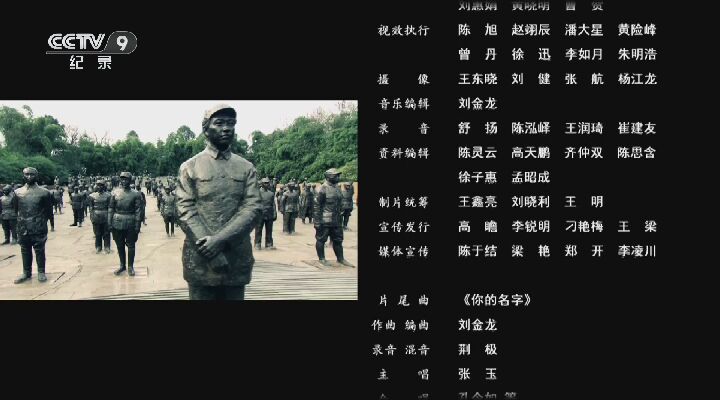 CCTV 9
纪录
视效执行 陈旭 赵翊辰 潘大星 黄险峰
曾丹 徐迅 李如月 朱明浩
摄像 王东晓 刘健 张航 杨江龙
音乐编辑 刘金龙
录音 舒扬 陈泓峄 王润琦 崔建友
资料编辑 陈灵云 高天鹏 齐仲双 陈思含
徐子惠 孟昭成
制片统筹 王鑫亮 刘晓利 王明
宣传发行 高瞻 李锐明 刁艳梅 王梁
媒体宣传 陈于结 梁艳 郑开 李凌川
片尾曲 《你的名字》
作曲 编曲 刘金龙
录音 混音 荆极
主唱 张玉